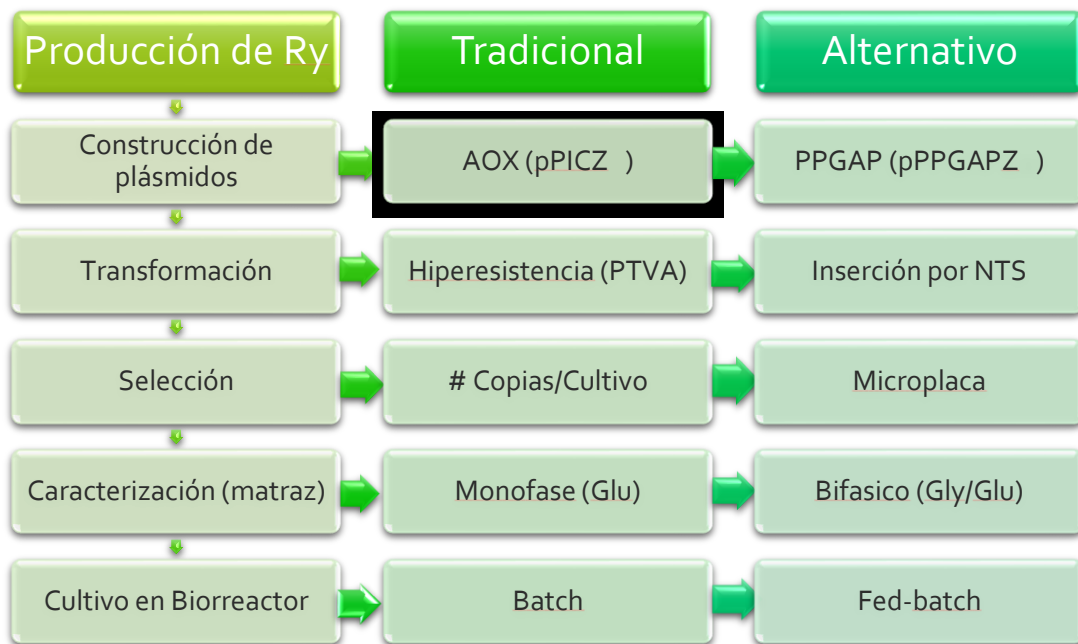 Producción de Ry
Tradicional
Alternativo
Construcción de
plásmidos
AOX (pPICZ )
PPGAP (pPPGAPZ )
Transformación
Hiperesistencia (PTVA)
Inserción por NTS
Selección
# Copias/Cultivo
Microplaca
Caracterización (matraz)
Monofase (Glu)
Bifasico (Gly/Glu)
Cultivo en Biorreactor
Batch
Fed-batch